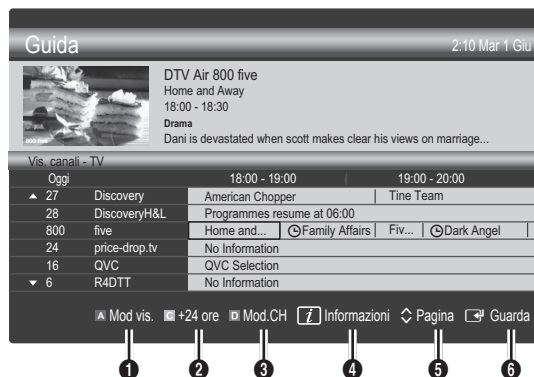 Guida 2:10 Mar 1 Giu
DTV Air 800 five
Home and Away
18:00 - 18:30
Drama
Dani is devastated when scott makes clear his views on marriage...
800 five
Vis. canali - TV
Oggi 18:00 - 19:00 19:00 - 20:00
▲ 27 Discovery American Chopper Tine Team
28 DiscoveryH&L Programmes resume at 06:00
800 five Home and... Family Affairs Fiv... Dark Angel
24 price-drop.tv No Information
16 QVC QVC Selection
▼ 6 R4DTT No Information
A Mod vis. C +24 ore D Mod.CH i Informazioni Pagina Guarda
1 2 3 4 5 6